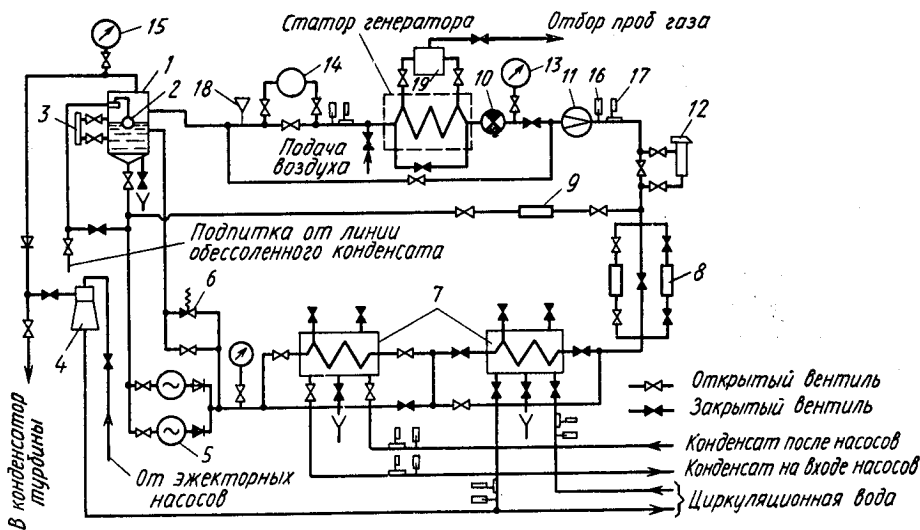 Статор генератора
Отбор проб газа
15
1
2
3
18
14
19
10
13
11
16
17
12
Подача
воздуха
9
Подпитка от линии
обессоленного конденсата
6
7
8
4
5
В конденсатор
турбины
От эжекторных
насосов
Открытый вентиль
Закрытый вентиль
Конденсат после насосов
Конденсат на входе насосов
Циркуляционная вода